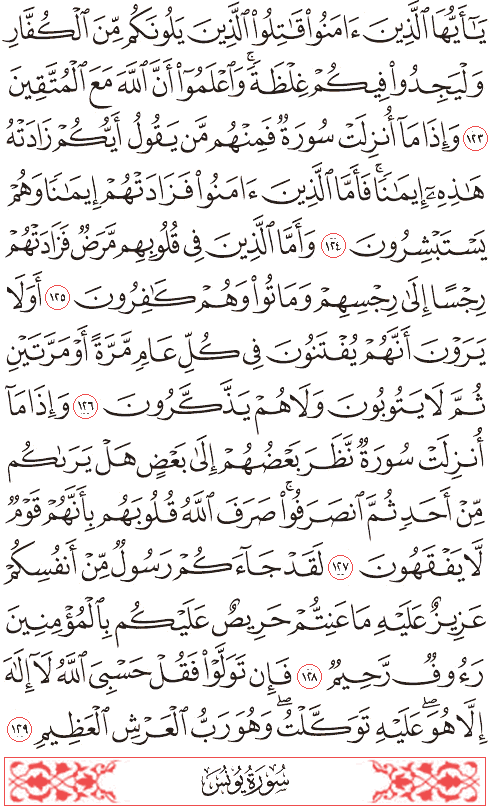 يَٰٓأَيُّهَا ٱلَّذِينَ ءَامَنُوا۟ قَٰتِلُوا۟ ٱلَّذِينَ يَلُونَكُم مِّنَ ٱلْكُفَّارِ
وَلْيَجِدُوا۟ فِيكُمْ غِلْظَةً ۚ وَٱعْلَمُوٓا۟ أَنَّ ٱللَّهَ مَعَ ٱلْمُتَّقِينَ
١٢٣ وَإِذَا مَآ أُنزِلَتْ سُورَةٌ فَمِنْهُم مَّن يَقُولُ أَيُّكُمْ زَادَتْهُ
هَٰذِهِۦٓ إِيمَٰنًا ۚ فَأَمَّا ٱلَّذِينَ ءَامَنُوا۟ فَزَادَتْهُمْ إِيمَٰنًا وَهُمْ
يَسْتَبْشِرُونَ ١٢٤ وَأَمَّا ٱلَّذِينَ فِى قُلُوبِهِم مَّرَضٌ فَزَادَتْهُمْ
رِجْسًا إِلَىٰ رِجْسِهِمْ وَمَاتُوا۟ وَهُمْ كَٰفِرُونَ ١٢٥ أَوَلَا
يَرَوْنَ أَنَّهُمْ يُفْتَنُونَ فِى كُلِّ عَامٍ مَّرَّةً أَوْ مَرَّتَيْنِ
ثُمَّ لَا يَتُوبُونَ وَلَا هُمْ يَذَّكَّرُونَ ١٢٦ وَإِذَا مَآ
أُنزِلَتْ سُورَةٌ نَّظَرَ بَعْضُهُمْ إِلَىٰ بَعْضٍ هَلْ يَرَىٰكُم
مِّنْ أَحَدٍ ثُمَّ ٱنصَرَفُوا۟ ۚ صَرَفَ ٱللَّهُ قُلُوبَهُم بِأَنَّهُمْ قَوْمٌ
لَّا يَفْقَهُونَ ١٢٧ لَقَدْ جَآءَكُمْ رَسُولٌ مِّنْ أَنفُسِكُمْ
عَزِيزٌ عَلَيْهِ مَا عَنِتُّمْ حَرِيصٌ عَلَيْكُم بِٱلْمُؤْمِنِينَ
رَءُوفٌ رَّحِيمٌ ١٢٨ فَإِن تَوَلَّوْا۟ فَقُلْ حَسْبِىَ ٱللَّهُ لَآ إِلَٰهَ
إِلَّا هُوَ ۖ عَلَيْهِ تَوَكَّلْتُ ۖ وَهُوَ رَبُّ ٱلْعَرْشِ ٱلْعَظِيمِ ١٢٩
سُورَةُ يُونُسَ